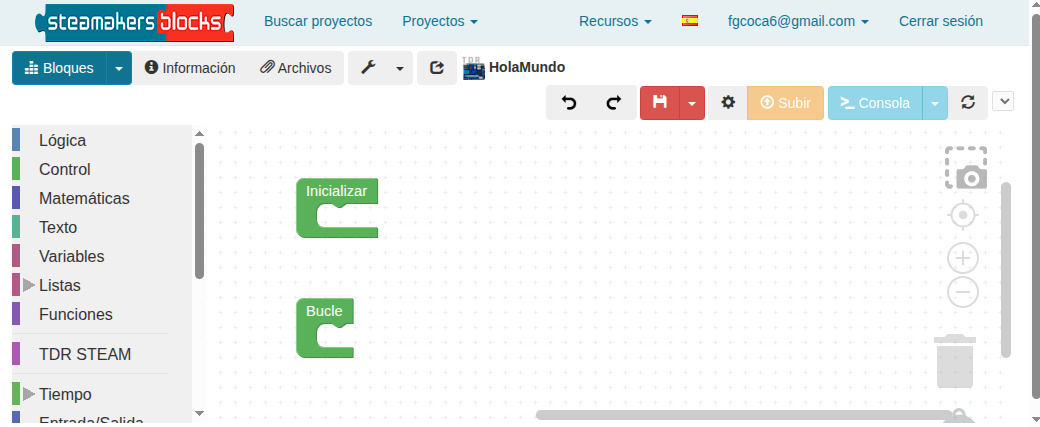 steamakers blocks
Buscar proyectos
Proyectos
Recursos
fgcoca6@gmail.com
Cerrar sesión
Bloques
Información
Archivos
TDR
HolaMundo
Subir
Consola
Lógica
Control
Matemáticas
Texto
Variables
Listas
Funciones
TDR STEAM
Tiempo
Entrada/Salida
Inicializar
Bucle